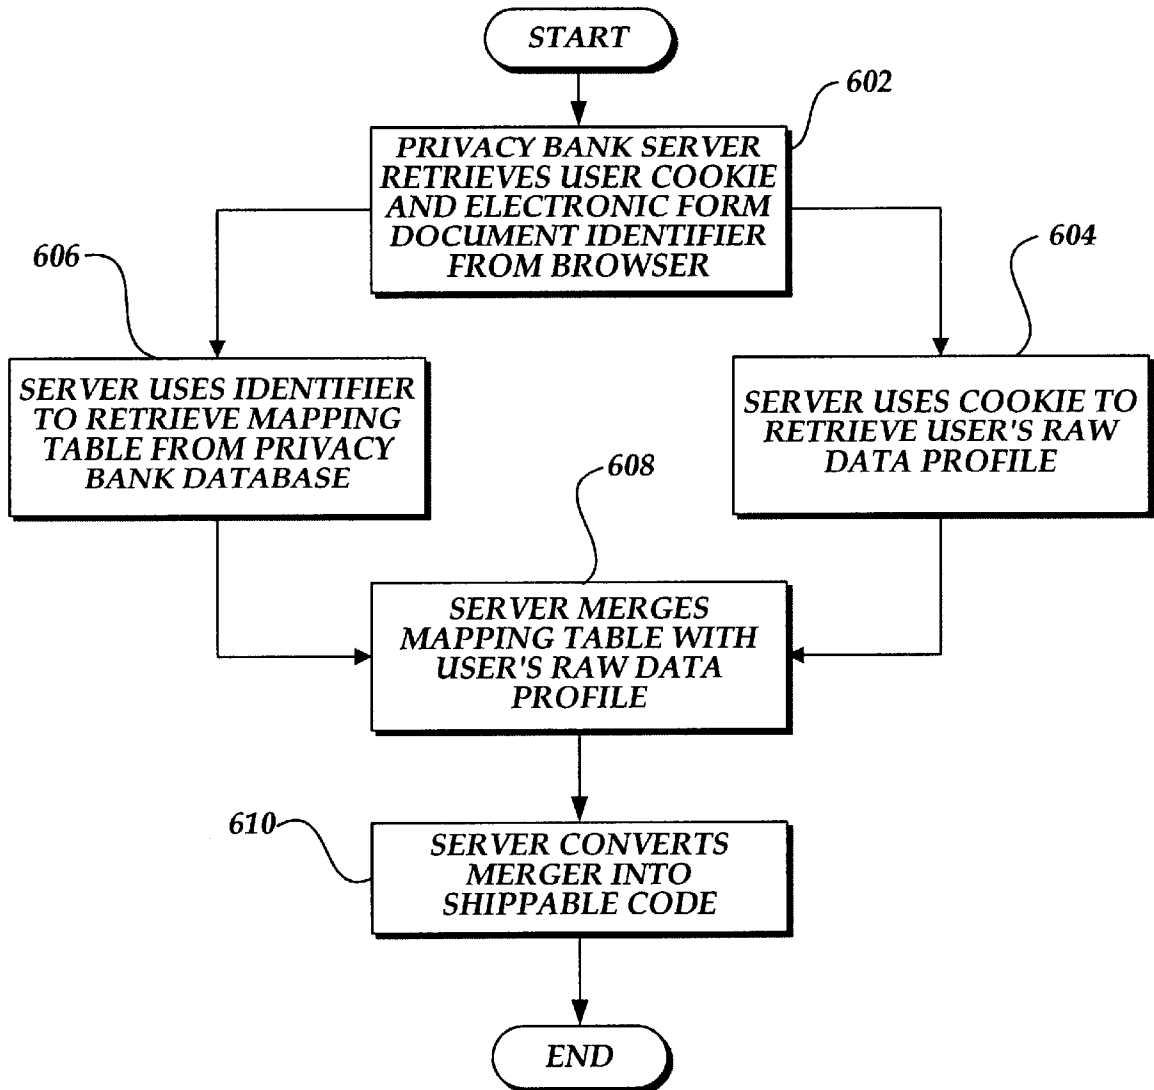 START
602
PRIVACY BANK SERVER
RETRIEVES USER COOKIE
AND ELECTRONIC FORM
DOCUMENT IDENTIFIER
FROM BROWSER
606
604
SERVER USES IDENTIFIER
TO RETRIEVE MAPPING
TABLE FROM PRIVACY
BANK DATABASE
SERVER USES COOKIE TO
RETRIEVE USER'S RAW
DATA PROFILE
608
SERVER MERGES
MAPPING TABLE WITH
USER'S RAW DATA
PROFILE
610
SERVER CONVERTS
MERGER INTO
SHIPPABLE CODE
END